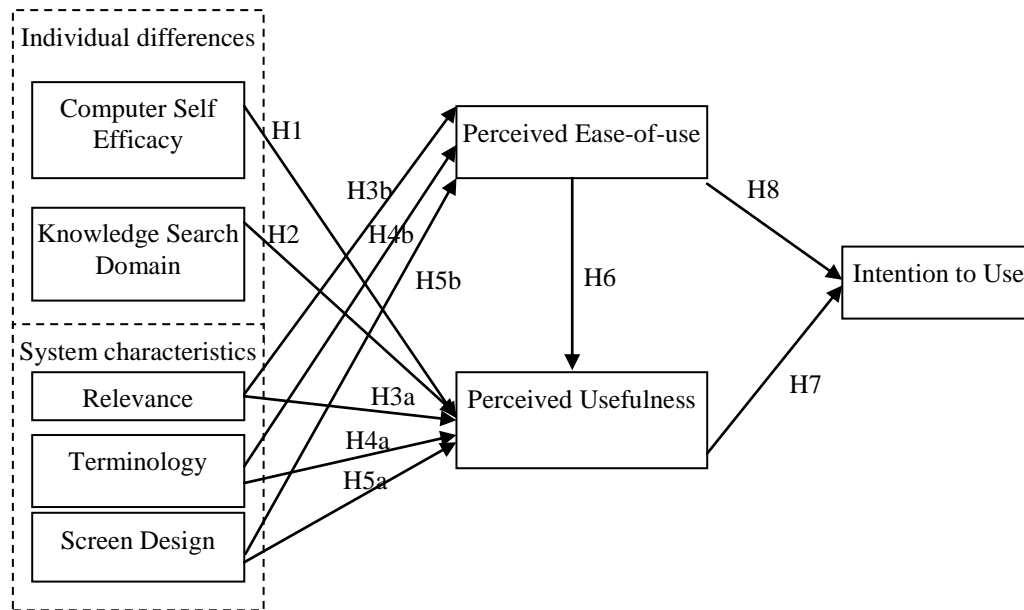 Individual differences
Computer Self
Efficacy
H1
Knowledge Search
Domain
H2
System characteristics
Relevance
Terminology
Screen Design
H3b
H4b
H5b
H3a
H4a
H5a
Perceived Ease-of-use
H6
Perceived Usefulness
H8
H7
Intention to Use